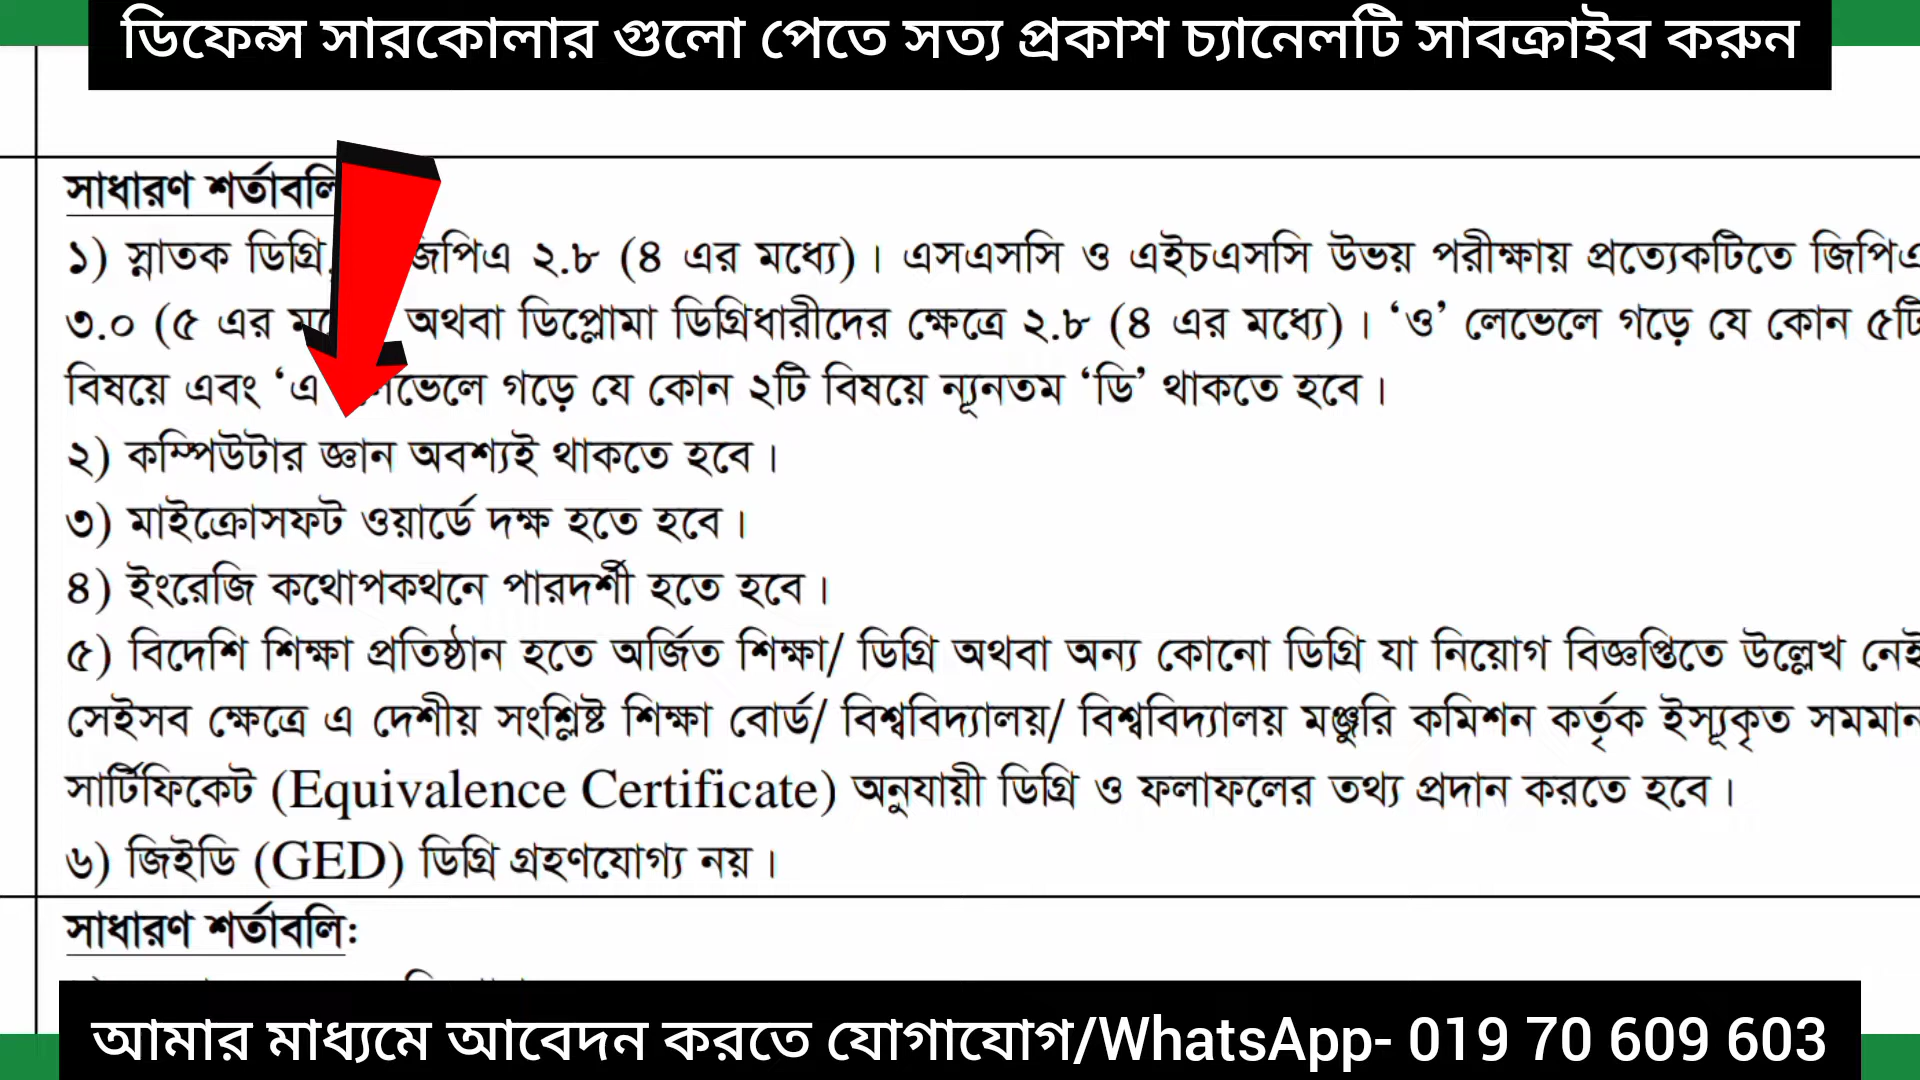 ডিফেন্স সারকোলার গুলো পেতে সত্য প্রকাশ চ্যানেলটি সাবক্রাইব করুন
সাধারণ শর্তাবলি
১) স্নাতক ডিগ্রি, জিপিএ ২.৮ (৪ এর মধ্যে)। এসএসসি ও এইচএসসি উভয় পরীক্ষায় প্রত্যেকটিতে জিপিএ
৩.০ (৫ এর অথবা ডিপ্লোমা ডিগ্রিধারীদের ক্ষেত্রে ২.৮ (৪ এর মধ্যে)। ‘ও’ লেভেলে গড়ে যে কোন ৫টি
বিষয়ে এবং ‘এ লেভেলে গড়ে যে কোন ২টি বিষয়ে ন্যূনতম ‘ডি’ থাকতে হবে।
২) কম্পিউটার জ্ঞান অবশ্যই থাকতে হবে।
৩) মাইক্রোসফট ওয়ার্ডে দক্ষ হতে হবে।
৪) ইংরেজি কথোপকথনে পারদর্শী হতে হবে।
৫) বিদেশি শিক্ষা প্রতিষ্ঠান হতে অর্জিত শিক্ষা/ ডিগ্রি অথবা অন্য কোনো ডিগ্রি যা নিয়োগ বিজ্ঞপ্তিতে উল্লেখ নেই
সেইসব ক্ষেত্রে এ দেশীয় সংশ্লিষ্ট শিক্ষা বোর্ড/ বিশ্ববিদ্যালয়/ বিশ্ববিদ্যালয় মঞ্জুরি কমিশন কর্তৃক ইস্যূকৃত সমমান
সার্টিফিকেট (Equivalence Certificate) অনুযায়ী ডিগ্রি ও ফলাফলের তথ্য প্রদান করতে হবে।
৬) জিইডি (GED) ডিগ্রি গ্রহণযোগ্য নয়।
সাধারণ শর্তাবলি:
আমার মাধ্যমে আবেদন করতে যোগাযোগ/WhatsApp- 019 70 609 603